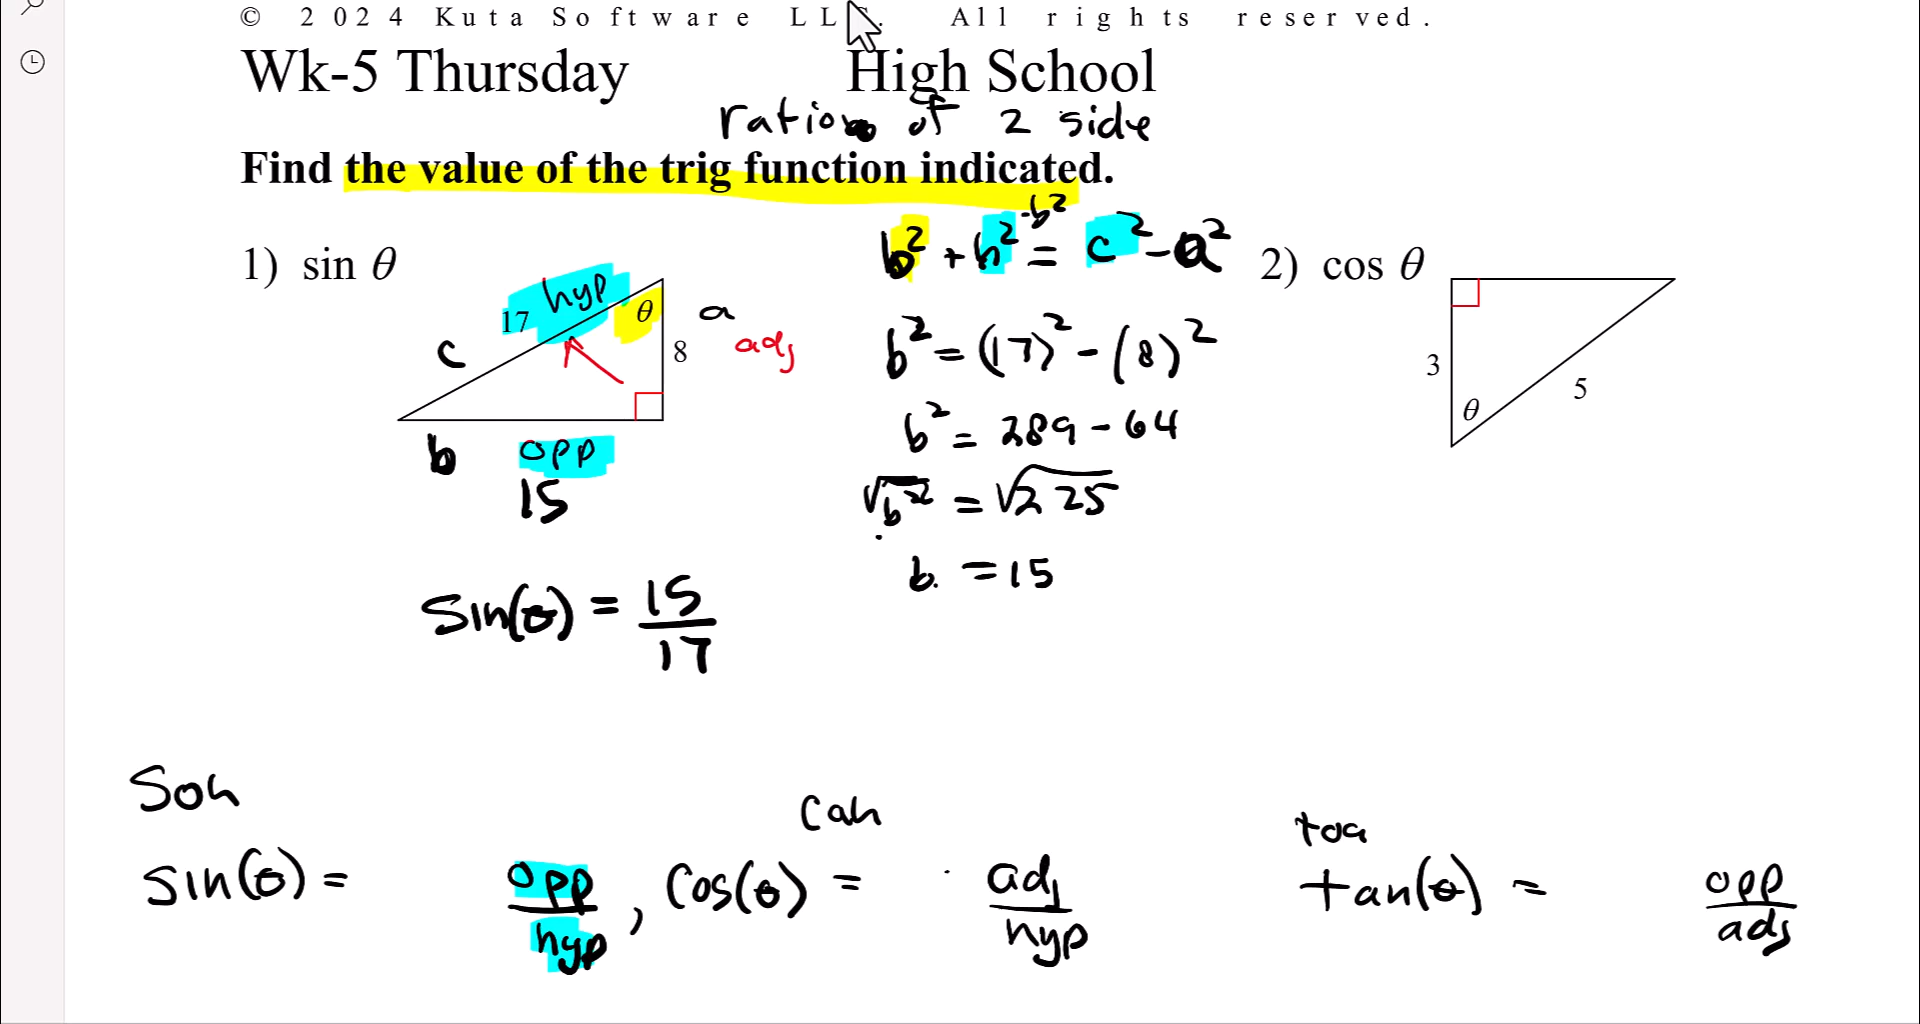 © 2024 Kuta Software LLC. All rights reserved.
Wk-5 Thursday High School
ratio of 2 side
Find the value of the trig function indicated.
1) sin θ
17 hyp
θ
a
8 adj
c
b opp
15
sin(θ) = 15/17
-b²
b² + h² = c² - a²
b² = (17)² - (8)²
b² = 289 - 64
√b² = √225
b = 15
2) cos θ
3
θ
5
Soh
sin(θ) = opp/hyp ,
Cah
Cos(θ) = adj/hyp
toa
tan(θ) = opp/adj